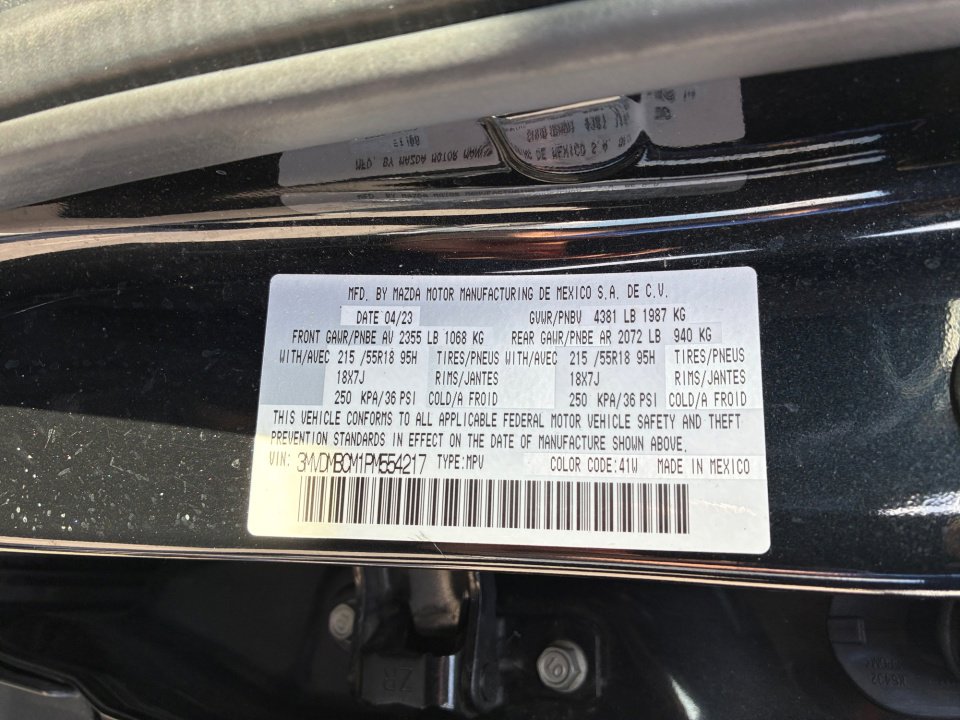 MFD. BY MAZDA MOTOR MANUFACTURING DE MEXICO S.A. DE C.V.
DATE 04/23 GVWR/PNBV 4381 LB 1987 KG
FRONT GAWR/PNBE AV 2355 LB 1068 KG REAR GAWR/PNBE AR 2072 LB 940 KG
WITH/AVEC 215 /55R18 95H TIRES/PNEUS WITH/AVEC 215 /55R18 95H TIRES/PNEUS
18X7J RIMS/JANTES 18X7J RIMS/JANTES
250 KPA/36 PSI COLD/A FROID 250 KPA/36 PSI COLD/A FROID
THIS VEHICLE CONFORMS TO ALL APPLICABLE FEDERAL MOTOR VEHICLE SAFETY AND THEFT
PREVENTION STANDARDS IN EFFECT ON THE DATE OF MANUFACTURE SHOWN ABOVE.
VIN: 3MVDMBCM1PM554217 TYPE:MPV COLOR CODE:41W MADE IN MEXICO
ZR